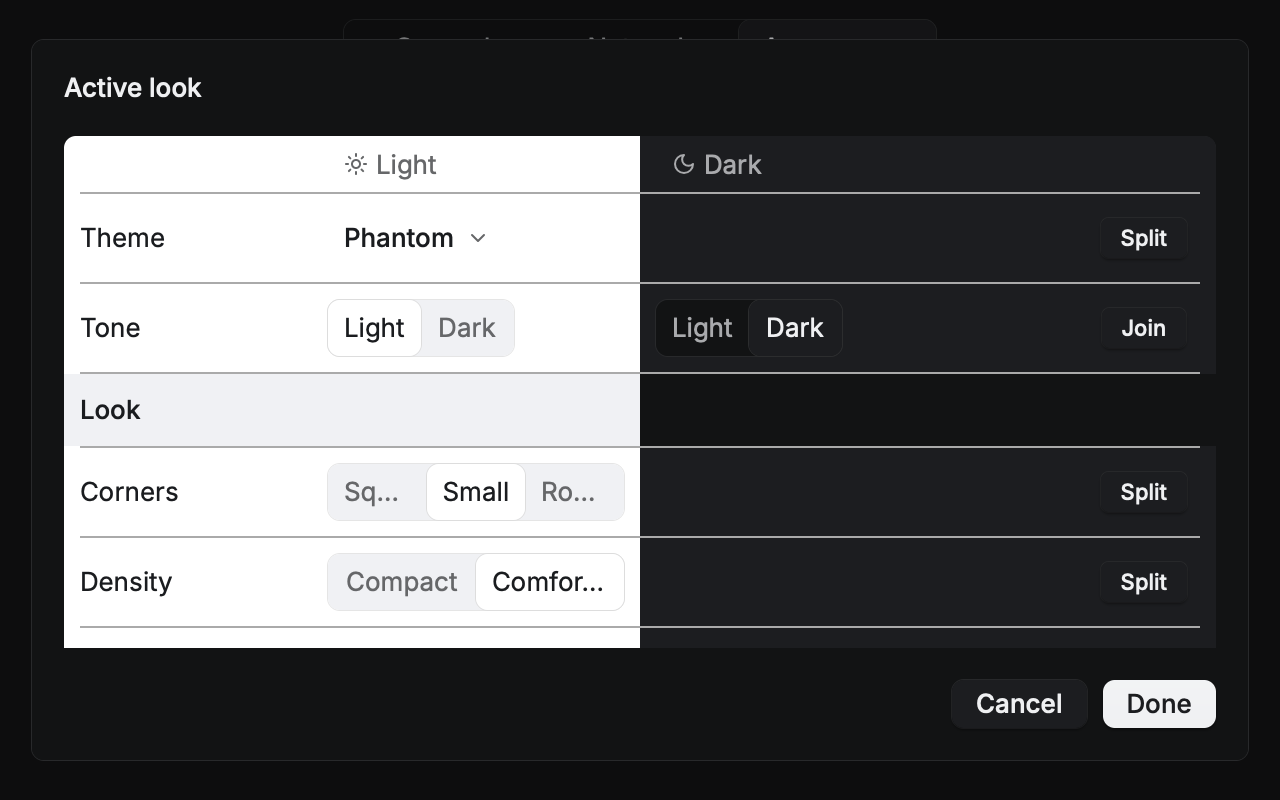 Active look
Light Dark
Theme Phantom Split
Tone Light Dark Light Dark Join
Look
Corners Sq... Small Ro... Split
Density Compact Comfor... Split
Cancel Done